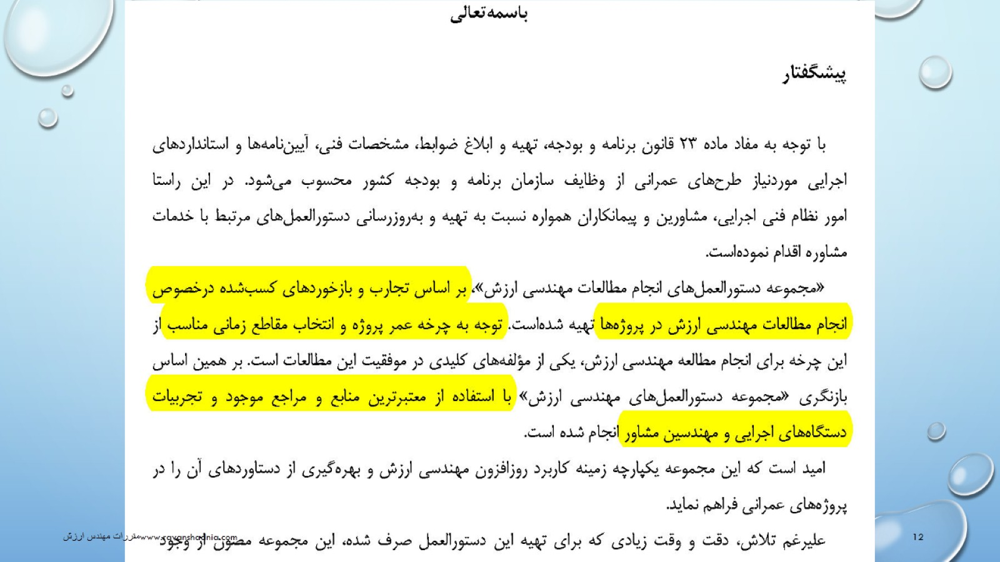 باسمه‌تعالی
پیشگفتار
با توجه به مفاد ماده ۲۳ قانون برنامه و بودجه، تهیه و ابلاغ ضوابط، مشخصات فنی، آیین‌نامه‌ها و استانداردهای
اجرایی موردنیاز طرح‌های عمرانی از وظایف سازمان برنامه و بودجه کشور محسوب می‌شود. در این راستا
امور نظام فنی اجرایی، مشاورین و پیمانکاران همواره نسبت به تهیه و به‌روزرسانی دستورالعمل‌های مرتبط با خدمات
مشاوره اقدام نموده‌است.
«مجموعه دستورالعمل‌های انجام مطالعات مهندسی ارزش»، بر اساس تجارب و بازخوردهای کسب‌شده درخصوص
انجام مطالعات مهندسی ارزش در پروژه‌ها تهیه شده‌است. توجه به چرخه عمر پروژه و انتخاب مقاطع زمانی مناسب از
این چرخه برای انجام مطالعه مهندسی ارزش، یکی از مؤلفه‌های کلیدی در موفقیت این مطالعات است. بر همین اساس
بازنگری «مجموعه دستورالعمل‌های مهندسی ارزش» با استفاده از معتبرترین منابع و مراجع موجود و تجربیات
دستگاه‌های اجرایی و مهندسین مشاور انجام شده است.
امید است که این مجموعه یکپارچه زمینه کاربرد روزافزون مهندسی ارزش و بهره‌گیری از دستاوردهای آن را در
پروژه‌های عمرانی فراهم نماید.
علیرغم تلاش، دقت و وقت زیادی که برای تهیه این دستورالعمل صرف شده، این مجموعه مصون از وجود
مقررات مهندس ارزش www.ravanshadnia.com
12